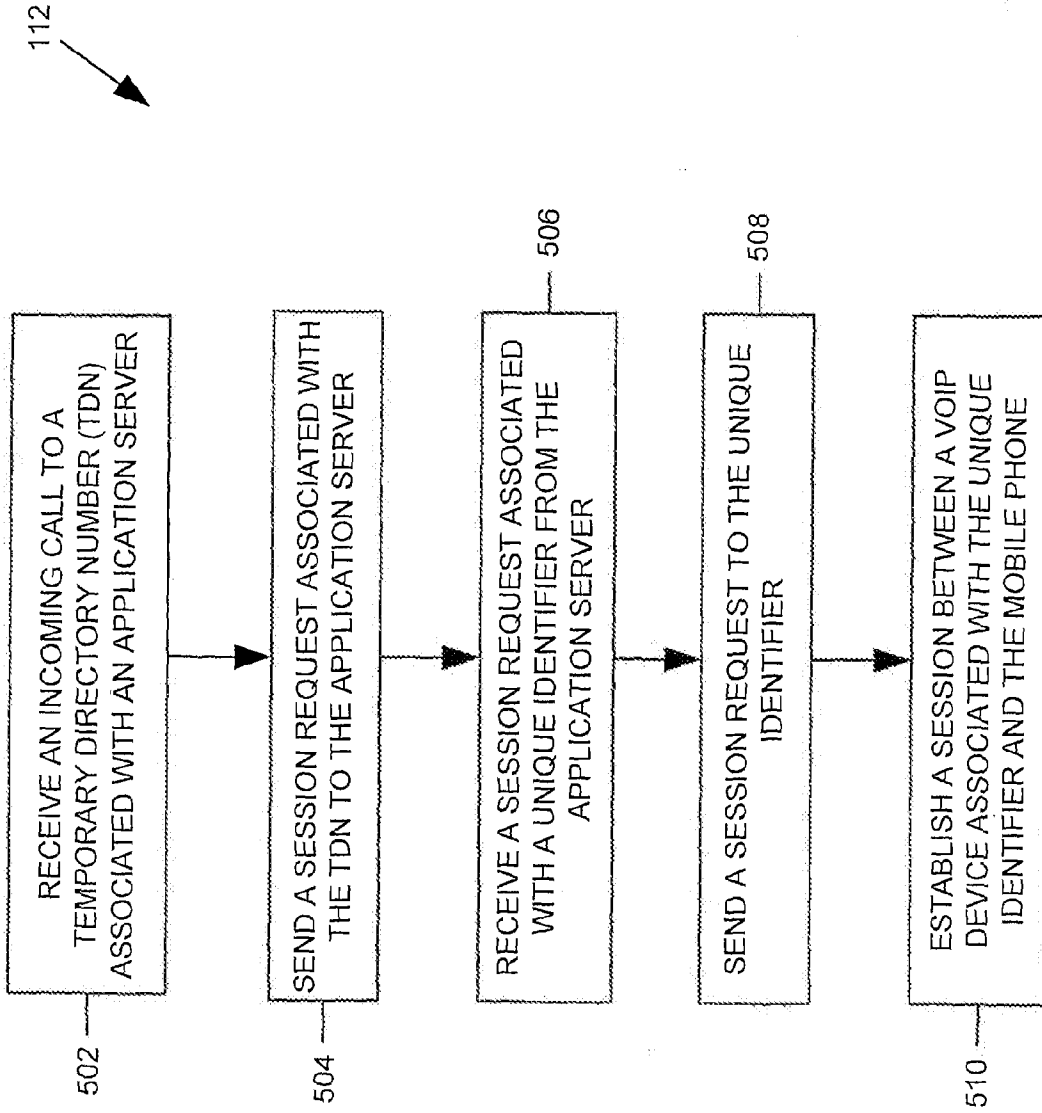 112
502
RECEIVE AN INCOMING CALL TO A
TEMPORARY DIRECTORY NUMBER (TDN)
ASSOCIATED WITH AN APPLICATION SERVER
504
SEND A SESSION REQUEST ASSOCIATED WITH
THE TDN TO THE APPLICATION SERVER
506
RECEIVE A SESSION REQUEST ASSOCIATED
WITH A UNIQUE IDENTIFIER FROM THE
APPLICATION SERVER
508
SEND A SESSION REQUEST TO THE UNIQUE
IDENTIFIER
510
ESTABLISH A SESSION BETWEEN A VOIP
DEVICE ASSOCIATED WITH THE UNIQUE
IDENTIFIER AND THE MOBILE PHONE